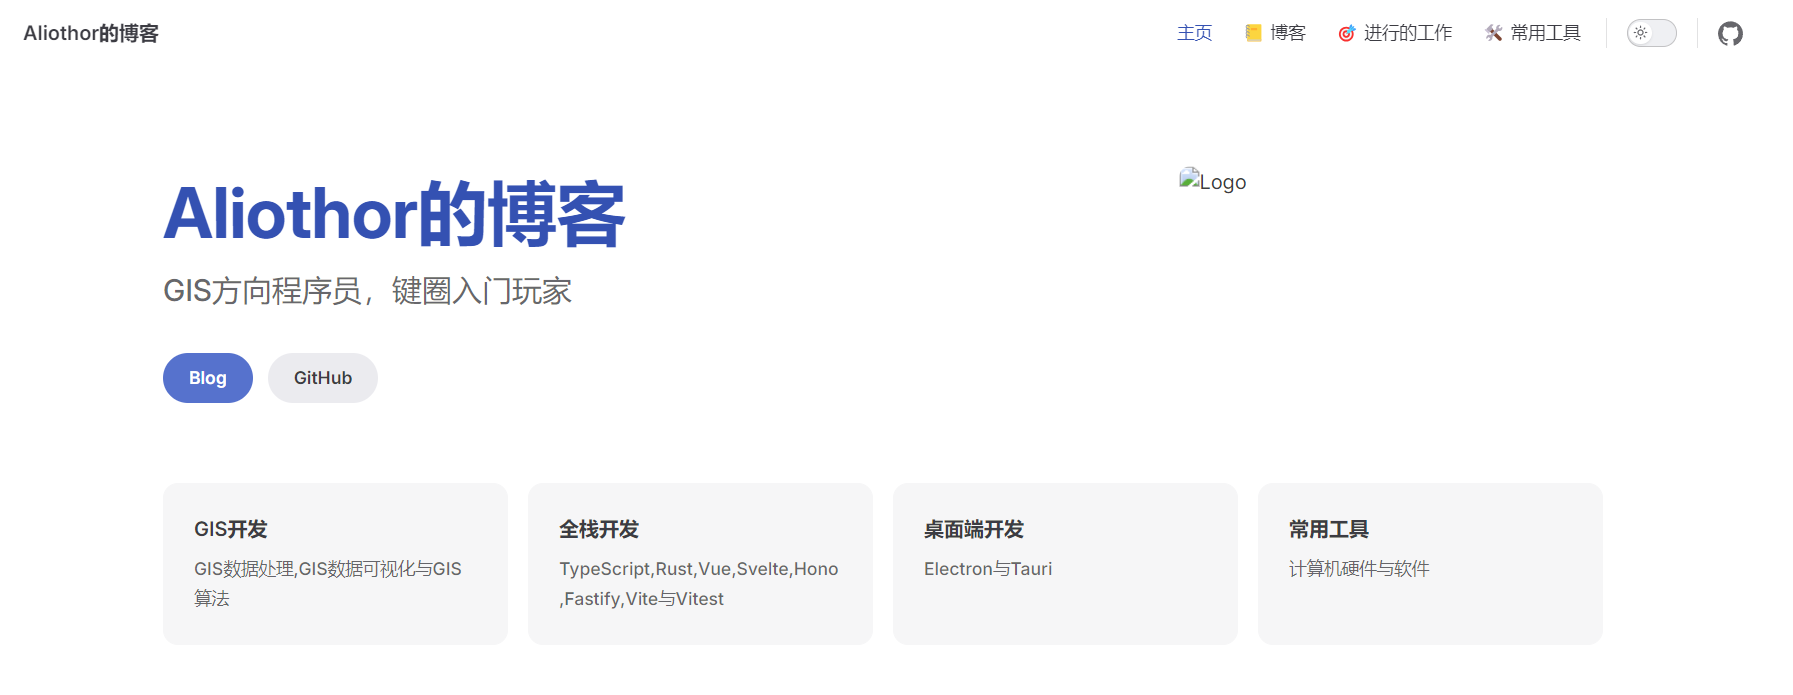 Aliothor的博客
主页
📒 博客
🎯 进行的工作
🛠️ 常用工具
Aliothor的博客
GIS方向程序员，键圈入门玩家
Logo
Blog
GitHub
GIS开发
GIS数据处理,GIS数据可视化与GIS
算法
全栈开发
TypeScript,Rust,Vue,Svelte,Hono
,Fastify,Vite与Vitest
桌面端开发
Electron与Tauri
常用工具
计算机硬件与软件